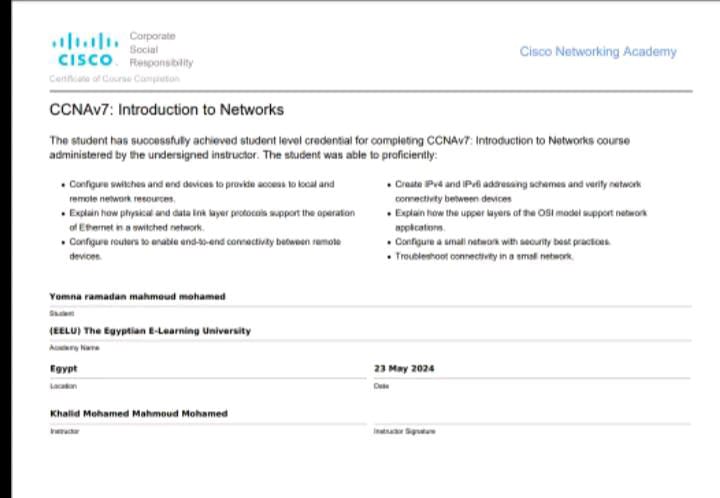 CISCO
Corporate
Social
Responsibility
Cisco Networking Academy
Certificate of Course Completion
CCNAv7: Introduction to Networks
The student has successfully achieved student level credential for completing CCNAv7: Introduction to Networks course
administered by the undersigned instructor. The student was able to proficiently:
• Configure switches and end devices to provide access to local and
remote network resources.
• Explain how physical and data link layer protocols support the operation
of Ethernet in a switched network.
• Configure routers to enable end-to-end connectivity between remote
devices.
• Create IPv4 and IPv6 addressing schemes and verify network
connectivity between devices
• Explain how the upper layers of the OSI model support network
applications.
• Configure a small network with security best practices.
• Troubleshoot connectivity in a small network.
Yomna ramadan mahmoud mohamed
Student
(EELU) The Egyptian E-Learning University
Academy Name
Egypt
Location
23 May 2024
Date
Khalid Mohamed Mahmoud Mohamed
Instructor
Instructor Signature